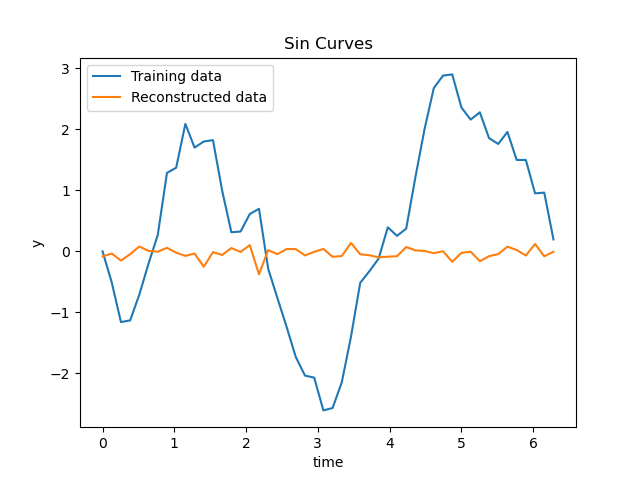 Sin Curves
Training data
Reconstructed data
y
3
2
1
0
−1
−2
0 1 2 3 4 5 6
time